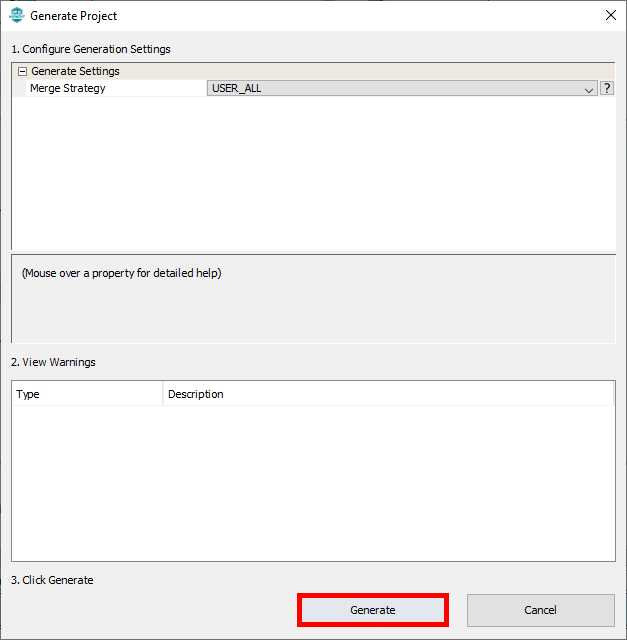 Generate Project
1. Configure Generation Settings
Generate Settings
Merge Strategy USER_ALL ?
(Mouse over a property for detailed help)
2. View Warnings
Type Description
3. Click Generate
Generate Cancel